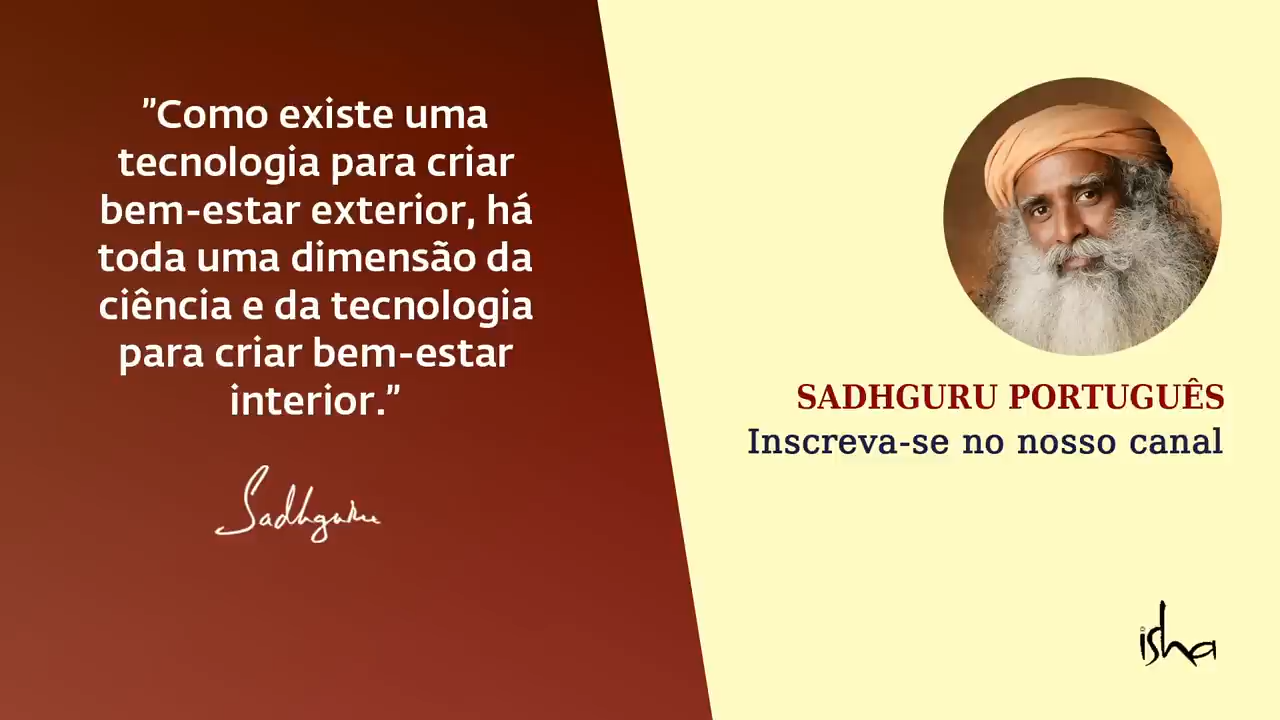 "Como existe uma
tecnologia para criar
bem-estar exterior, há
toda uma dimensão da
ciência e da tecnologia
para criar bem-estar
interior."
Sadhguru
SADHGURU PORTUGUÊS
Inscreva-se no nosso canal
isha